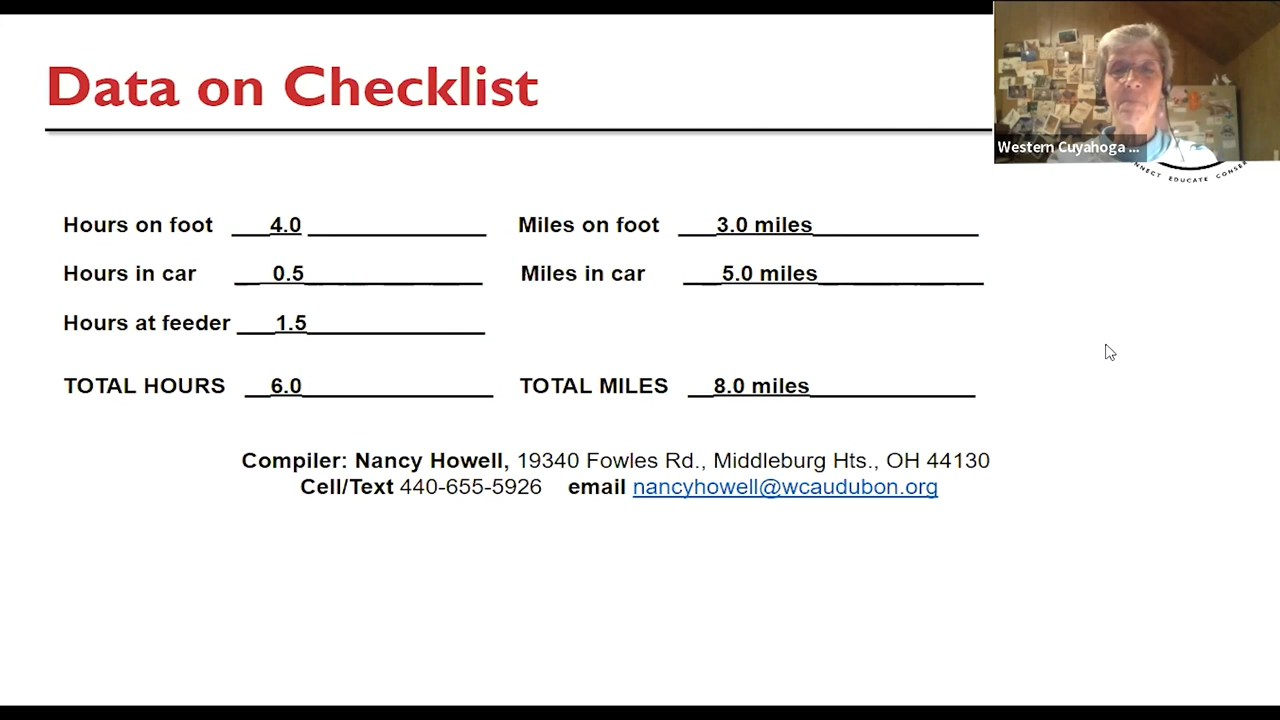 Data on Checklist
Western Cuyahoga ...
NNECT EDUCATE CONSER
Hours on foot 4.0 Miles on foot 3.0 miles
Hours in car 0.5 Miles in car 5.0 miles
Hours at feeder 1.5
TOTAL HOURS 6.0 TOTAL MILES 8.0 miles
Compiler: Nancy Howell, 19340 Fowles Rd., Middleburg Hts., OH 44130
Cell/Text 440-655-5926 email nancyhowell@wcaudubon.org